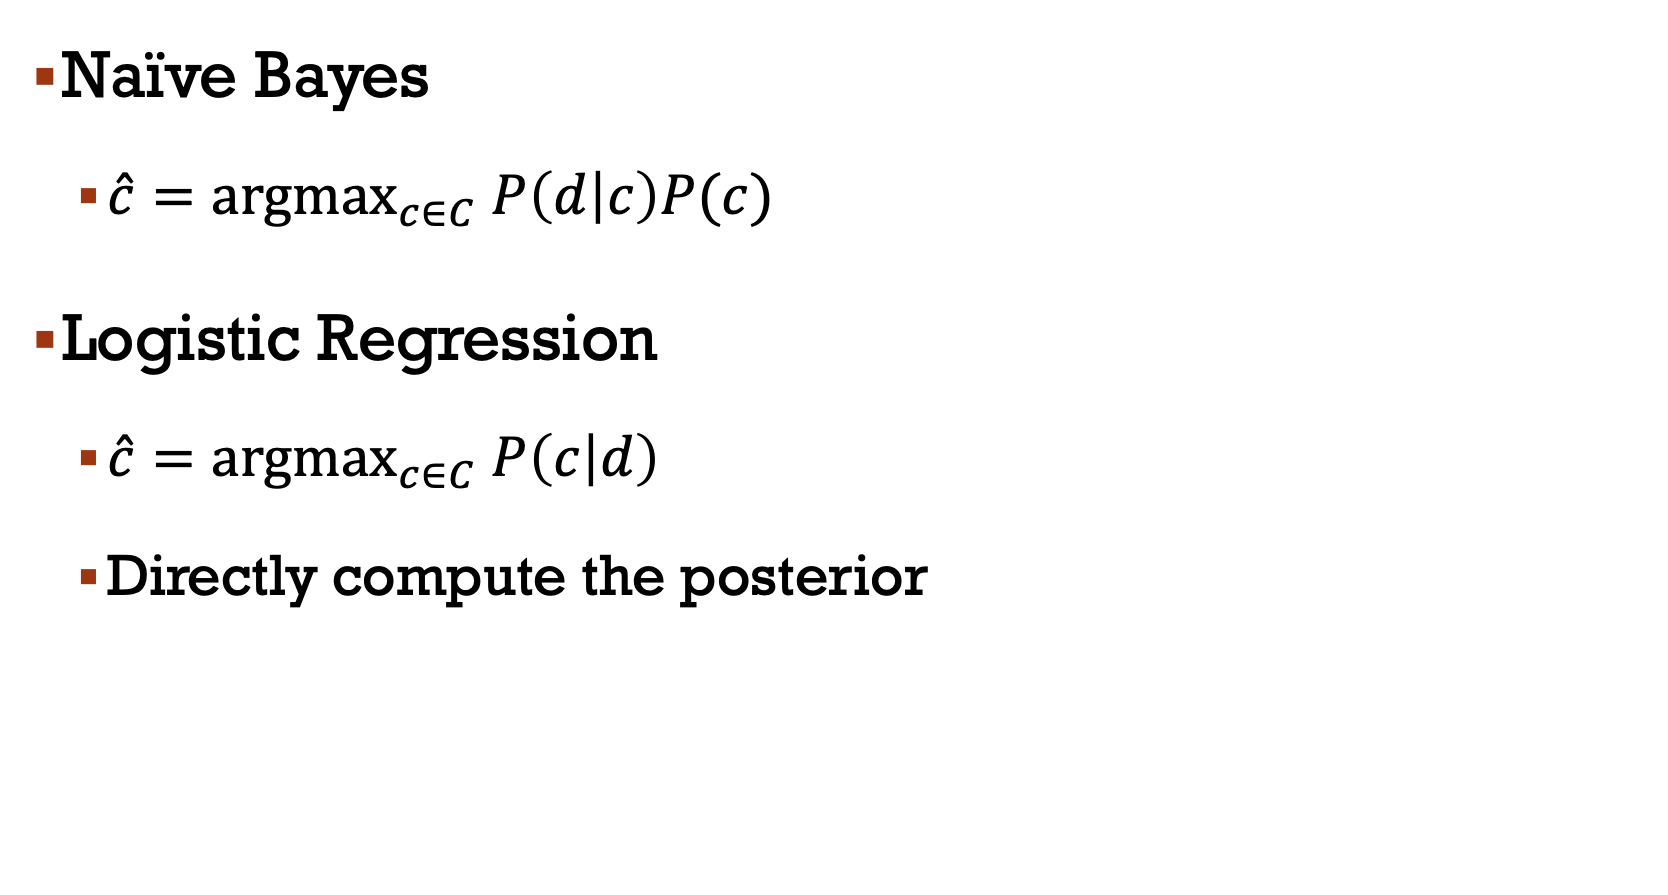 ▪Naïve Bayes
▪ĉ = argmax_{c∈C} P(d|c)P(c)
▪Logistic Regression
▪ĉ = argmax_{c∈C} P(c|d)
▪Directly compute the posterior